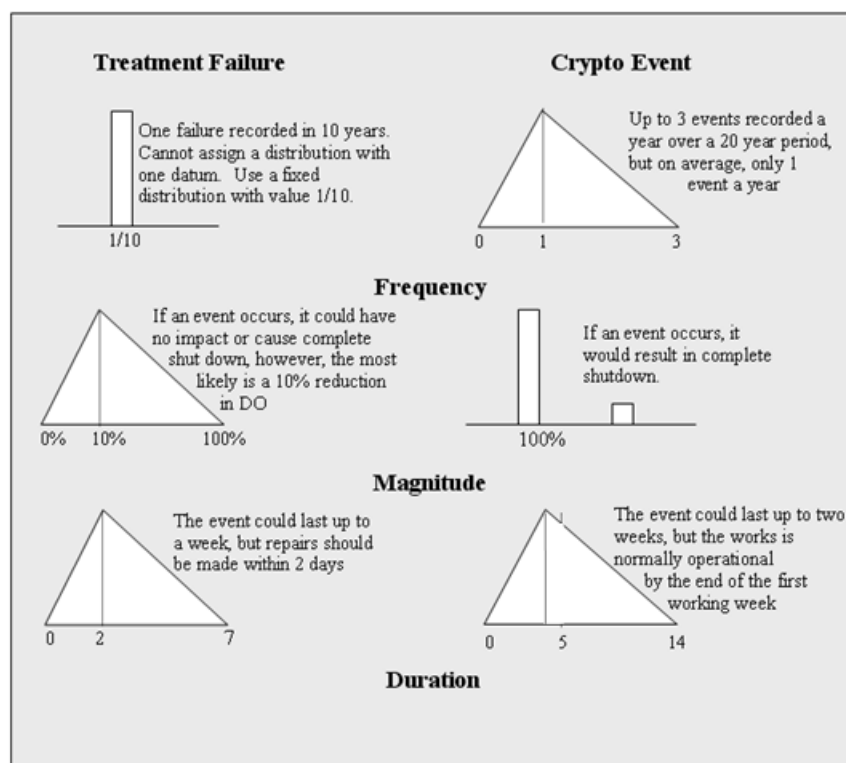 Treatment Failure
Crypto Event
One failure recorded in 10 years.
Cannot assign a distribution with
one datum. Use a fixed
distribution with value 1/10.
1/10
Up to 3 events recorded a
year over a 20 year period,
but on average, only 1
event a year
0 1 3
Frequency
If an event occurs, it could have
no impact or cause complete
shut down, however, the most
likely is a 10% reduction
in DO
0% 10% 100%
If an event occurs, it
would result in complete
shutdown.
100%
Magnitude
The event could last up to
a week, but repairs should
be made within 2 days
0 2 7
The event could last up to two
weeks, but the works is
normally operational
by the end of the first
working week
0 5 14
Duration